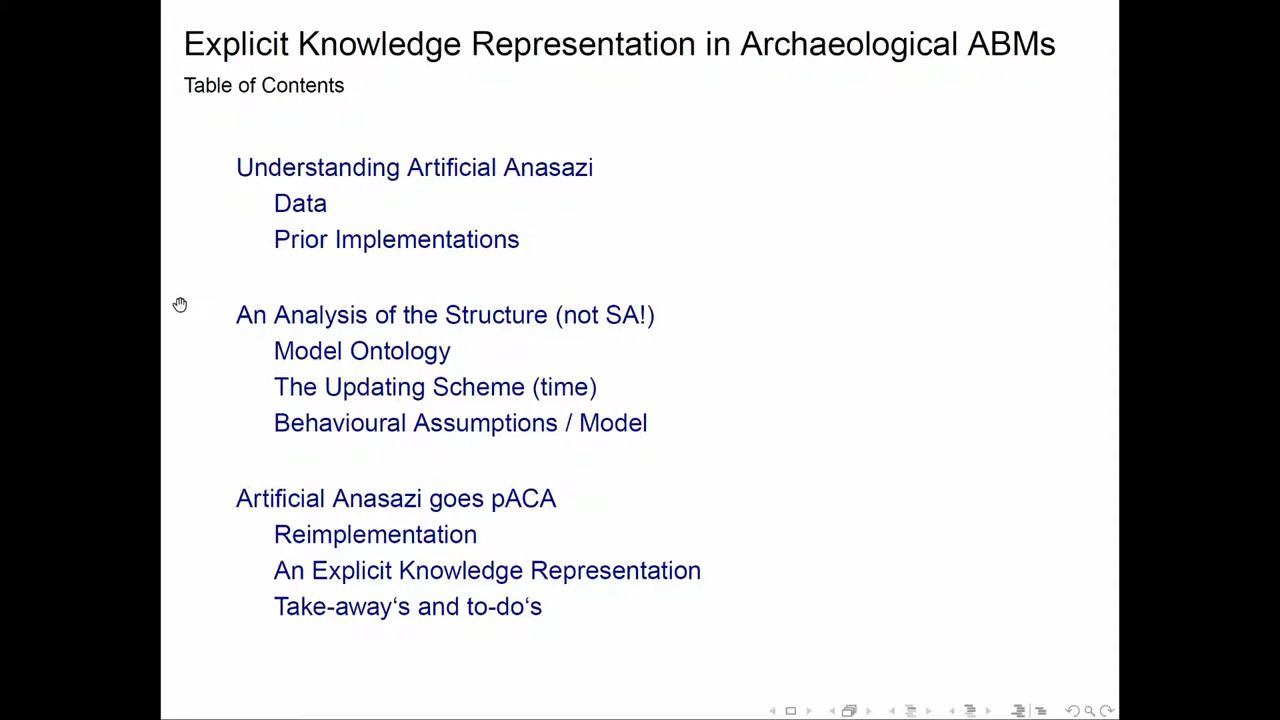 Explicit Knowledge Representation in Archaeological ABMs
Table of Contents
Understanding Artificial Anasazi
Data
Prior Implementations
An Analysis of the Structure (not SA!)
Model Ontology
The Updating Scheme (time)
Behavioural Assumptions / Model
Artificial Anasazi goes pACA
Reimplementation
An Explicit Knowledge Representation
Take-away‘s and to-do‘s